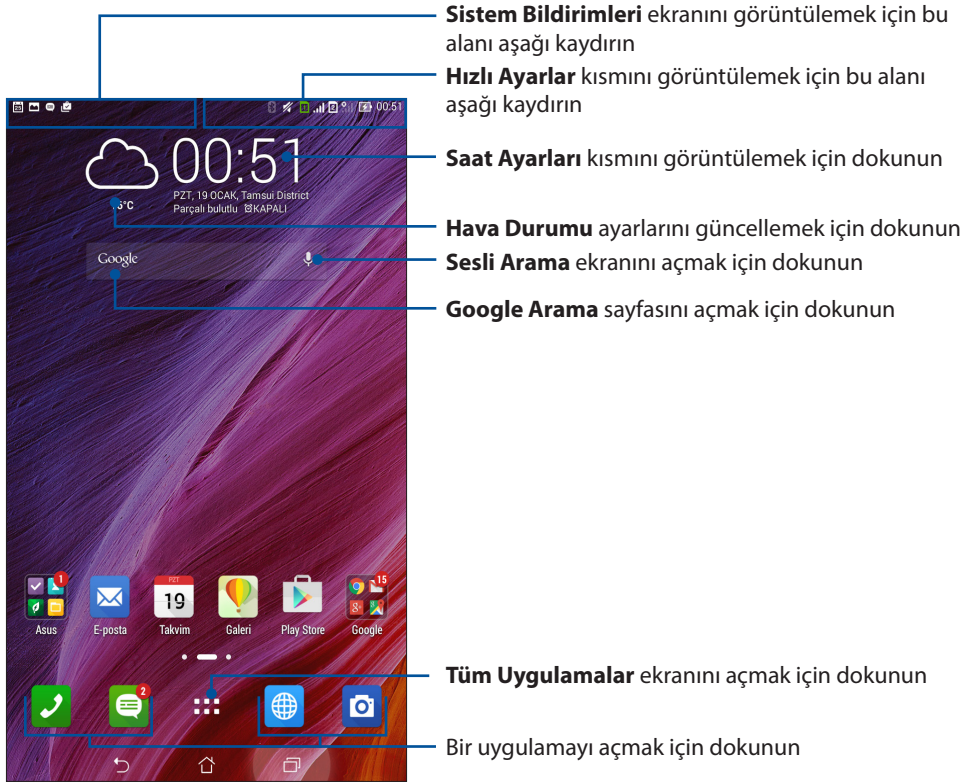 Sistem Bildirimleri ekranını görüntülemek için bu
alanı aşağı kaydırın
Hızlı Ayarlar kısmını görüntülemek için bu alanı
aşağı kaydırın
00:51
00:51
Saat Ayarları kısmını görüntülemek için dokunun
PZT, 19 OCAK, Tamsui District
Parçalı bulutlu KAPALI
Hava Durumu ayarlarını güncellemek için dokunun
Google
Sesli Arama ekranını açmak için dokunun
Google Arama sayfasını açmak için dokunun
1
PZT
19
15
Asus
E-posta
Takvim
Galeri
Play Store
Google
Tüm Uygulamalar ekranını açmak için dokunun
2
Bir uygulamayı açmak için dokunun